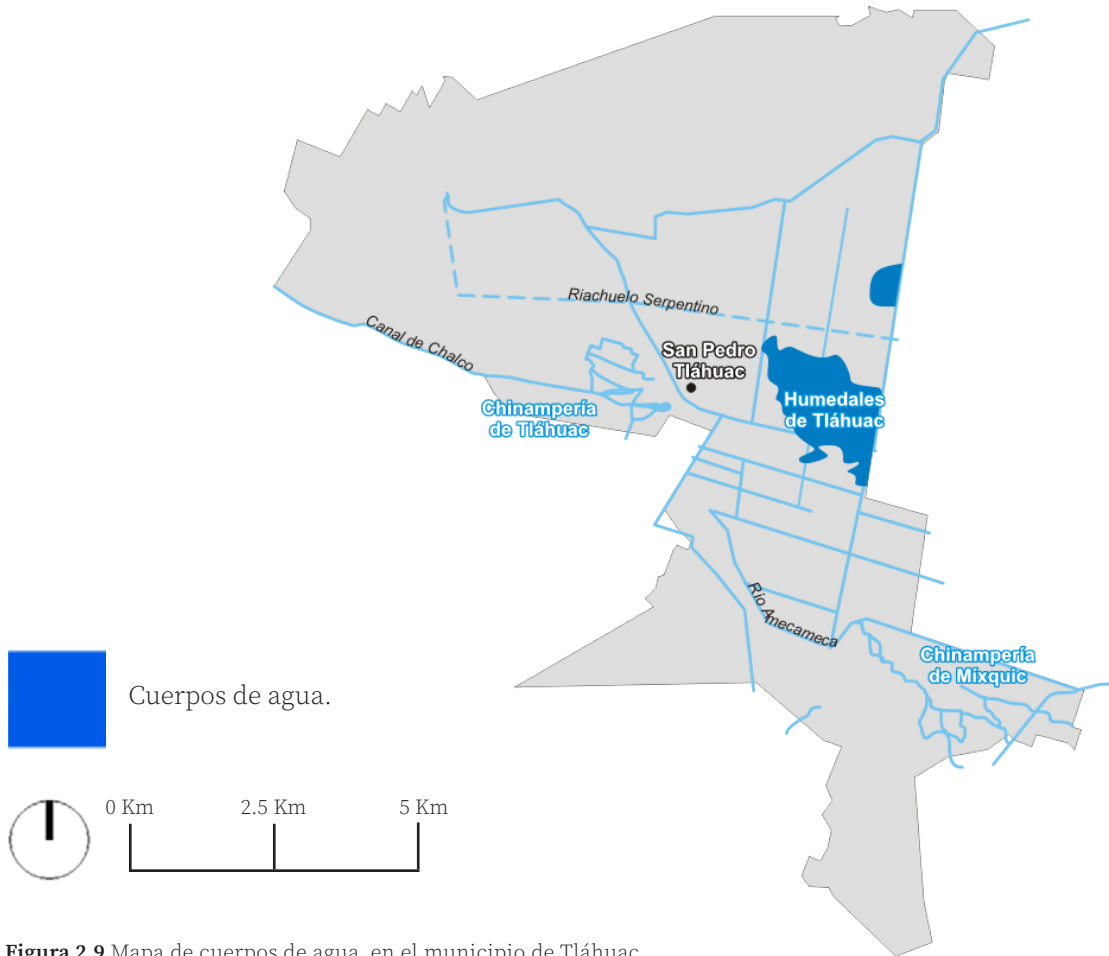 Riachuelo Serpentino
Canal de Chalco
San Pedro
Tláhuac
Humedales
de Tláhuac
Chinampería
de Tláhuac
Río Amecameca
Chinampería
de Míxquic
Cuerpos de agua.
0 Km 2.5 Km 5 Km
Figura 2.9 Mapa de cuerpos de agua, en el municipio de Tláhuac